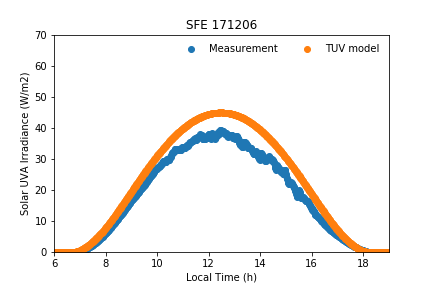 SFE 171206
Measurement
TUV model
Solar UVA Irradiance (W/m2)
70
60
50
40
30
20
10
0
6 8 10 12 14 16 18
Local Time (h)